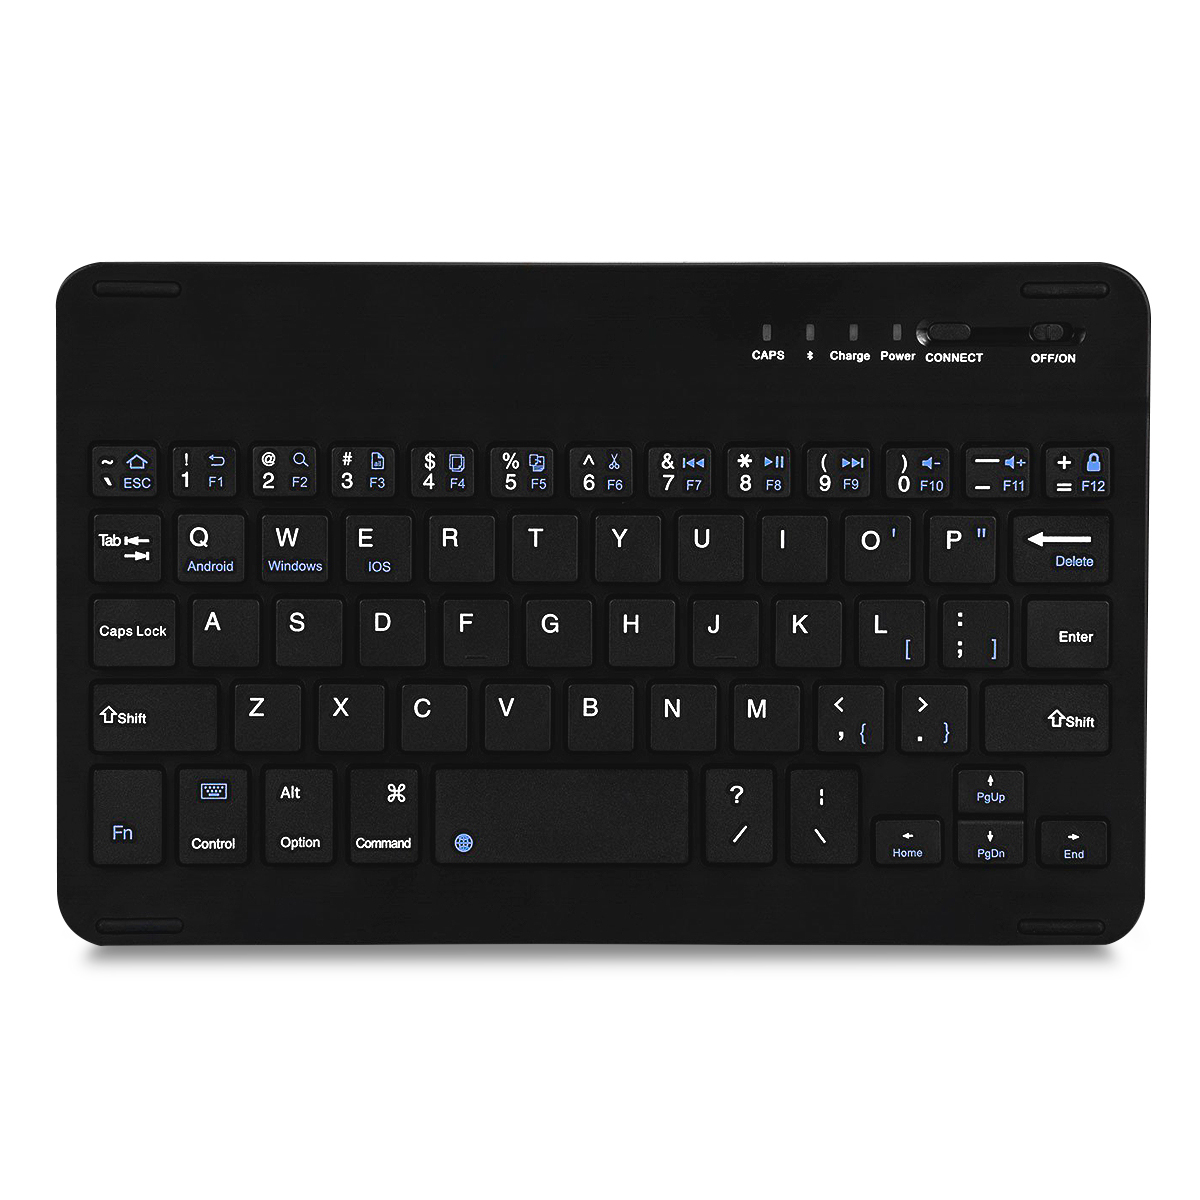 CAPS Charge Power CONNECT OFF/ON
~ ! @ # $ % ^ & * ( ) — +
` ESC 1 F1 2 F2 3 F3 4 F4 5 F5 6 F6 7 F7 8 F8 9 F9 0 F10 – F11 = F12
Tab Q W E R T Y U I O ' P "
Android Windows IOS Delete
Caps Lock A S D F G H J K L [ : ; ] Enter
Shift Z X C V B N M < , { > . } Shift
Alt ⌘ ? ¦ PgUp
Fn Control Option Command / \ Home PgDn End